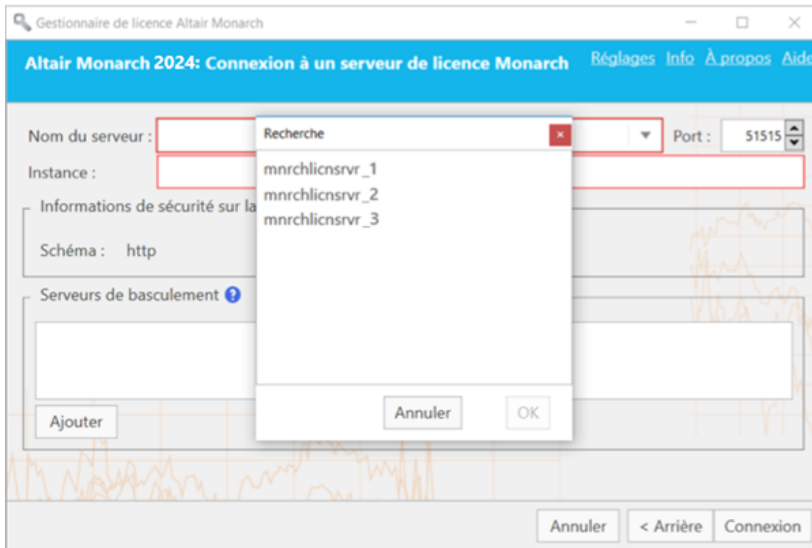 Gestionnaire de licence Altair Monarch
Altair Monarch 2024: Connexion à un serveur de licence Monarch
Réglages Info À propos Aide
Nom du serveur :
Port : 51515
Instance :
Informations de sécurité sur la
Schéma : http
Serveurs de basculement ?
Ajouter
Recherche
mnrchlicnsrvr_1
mnrchlicnsrvr_2
mnrchlicnsrvr_3
Annuler OK
Annuler < Arrière Connexion